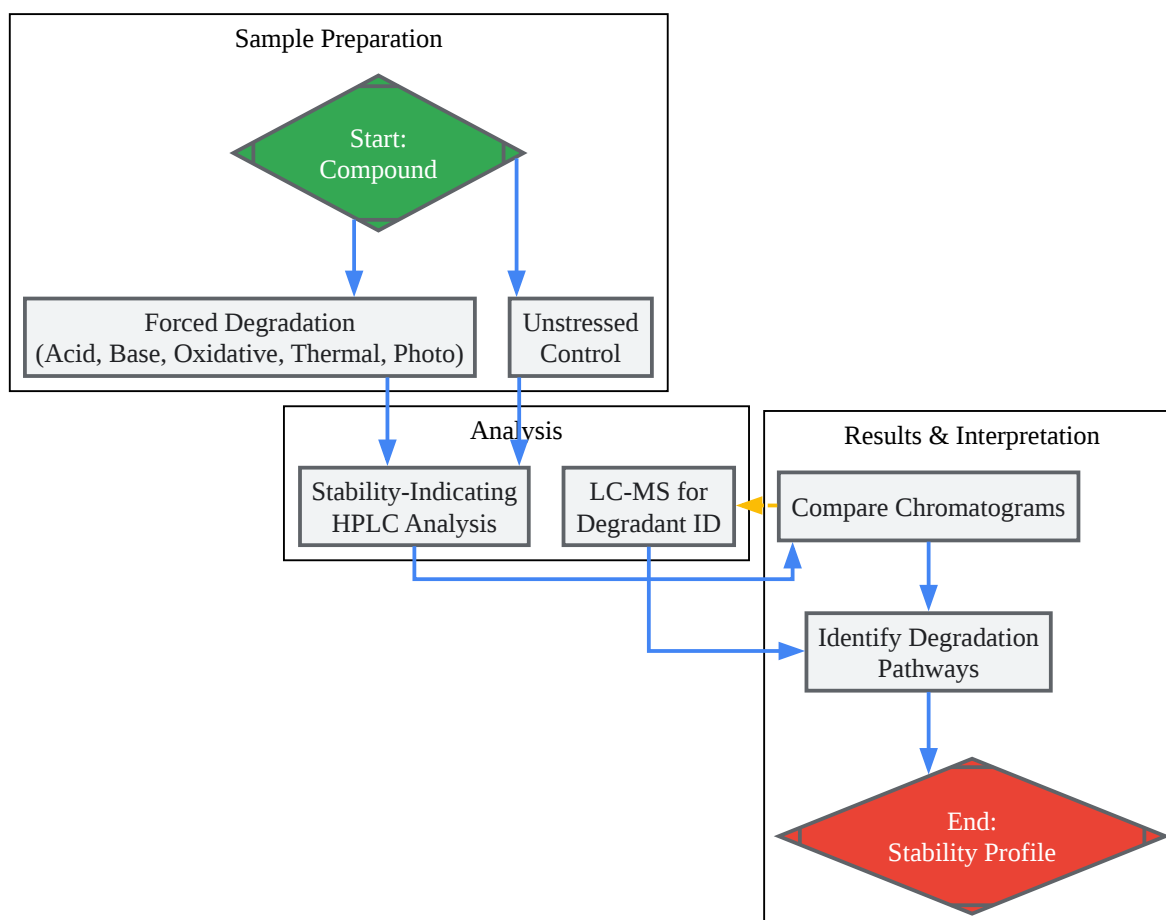 Sample Preparation
Start:
Compound
Forced Degradation
(Acid, Base, Oxidative, Thermal, Photo)
Unstressed
Control
Analysis
Stability-Indicating
HPLC Analysis
LC-MS for
Degradant ID
Results & Interpretation
Compare Chromatograms
Identify Degradation
Pathways
End:
Stability Profile